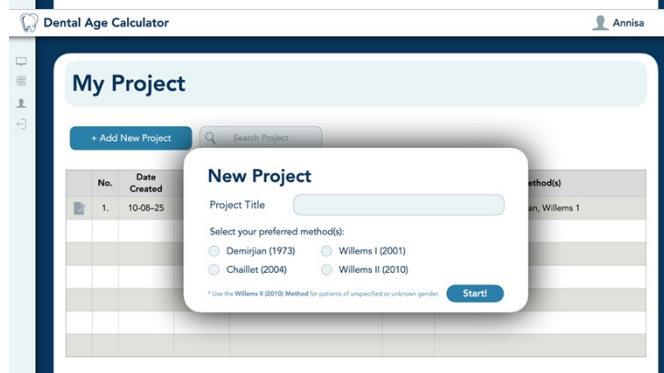 Dental Age Calculator
Annisa
My Project
+ Add New Project
Search Project
No.
Date
Created
ethod(s)
1.
10-08–25
an, Willems 1
New Project
Project Title
Select your preferred method(s):
Demirjian (1973)
Willems I (2001)
Chaillet (2004)
Willems II (2010)
* Use the Willems II (2010) Method for patients of unspecified or unknown gender.
Start!